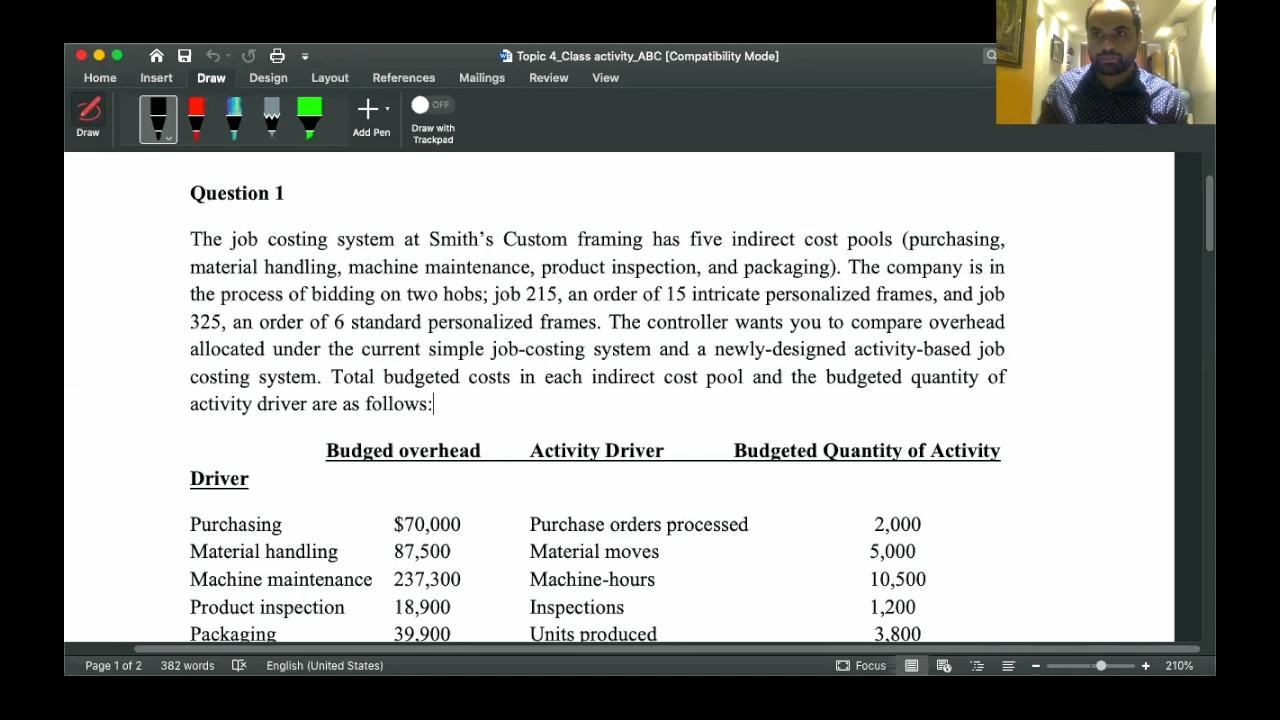 Topic 4_Class activity_ABC [Compatibility Mode]
Home Insert Draw Design Layout References Mailings Review View
OFF
Draw Add Pen Draw with Trackpad
Question 1
The job costing system at Smith’s Custom framing has five indirect cost pools (purchasing,
material handling, machine maintenance, product inspection, and packaging). The company is in
the process of bidding on two hobs; job 215, an order of 15 intricate personalized frames, and job
325, an order of 6 standard personalized frames. The controller wants you to compare overhead
allocated under the current simple job-costing system and a newly-designed activity-based job
costing system. Total budgeted costs in each indirect cost pool and the budgeted quantity of
activity driver are as follows:
Budged overhead Activity Driver Budgeted Quantity of Activity
Driver
Purchasing $70,000 Purchase orders processed 2,000
Material handling 87,500 Material moves 5,000
Machine maintenance 237,300 Machine-hours 10,500
Product inspection 18,900 Inspections 1,200
Packaging 39,900 Units produced 3,800
Page 1 of 2 382 words English (United States) Focus 210%